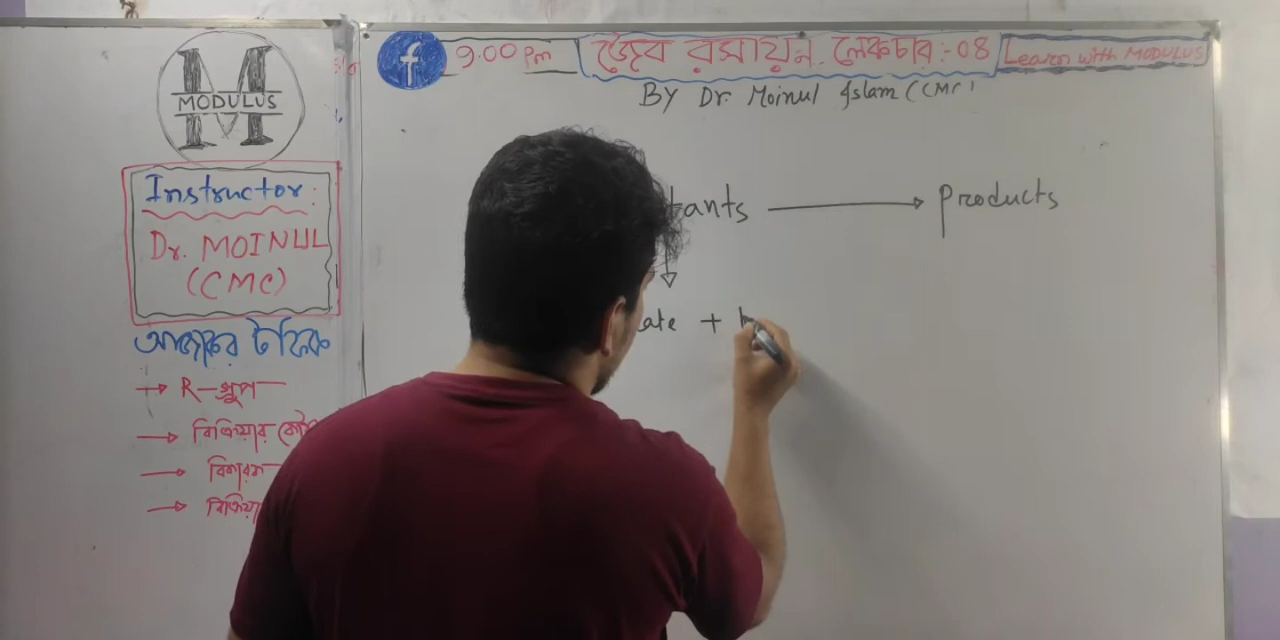 MODULUS
Instructor:
Dr. MOINUL
(CMC)
আজকের টপিক
→ R-গ্রুপ
→ বিক্রিয়ার
→
→
f 9:00 Pm জৈব রসায়ন লেকচার:-08 Learn with MODULUS
BY Dr. Moinul Islam (CMC)
tants → Products
ate +